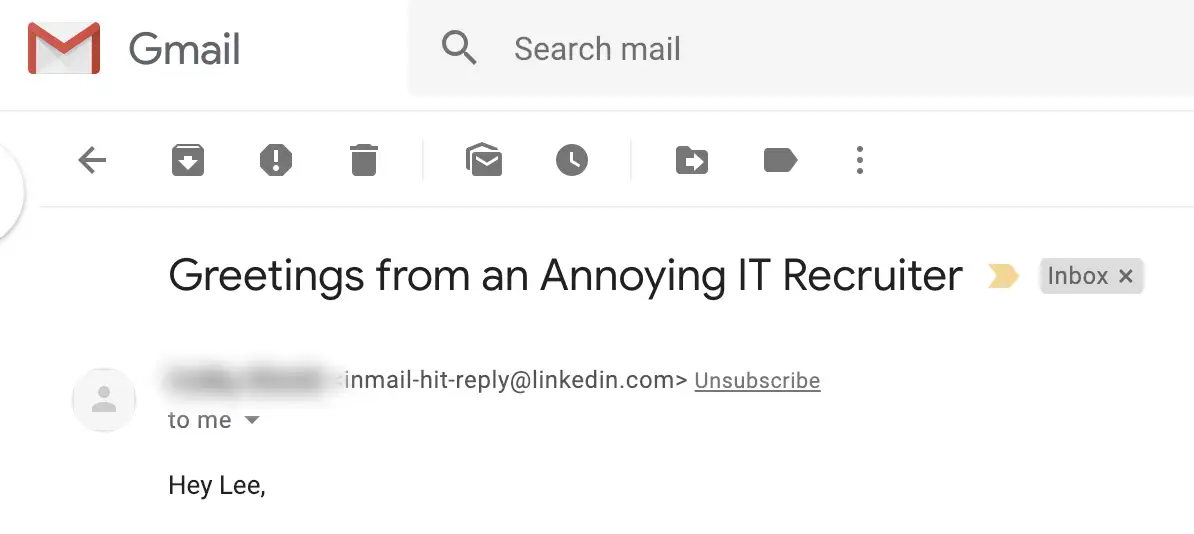 Gmail
Search mail
Greetings from an Annoying IT Recruiter Inbox ×
<inmail-hit-reply@linkedin.com> Unsubscribe
to me
Hey Lee,